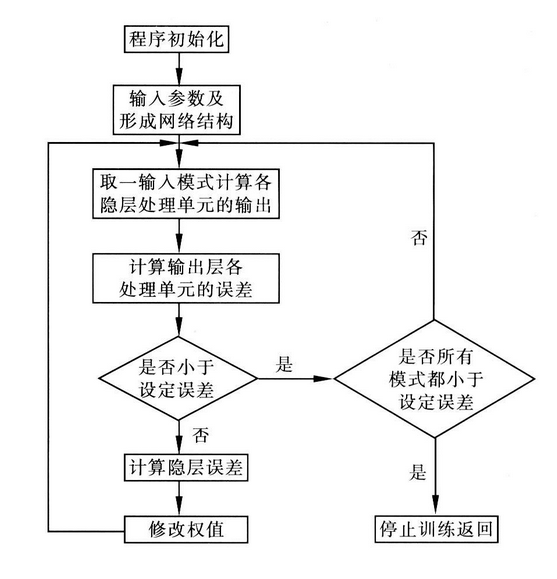 程序初始化
输入参数及
形成网络结构
取一输入模式计算各
隐层处理单元的输出
计算输出层各
处理单元的误差
是否小于
设定误差
是
否
计算隐层误差
修改权值
否
是否所有
模式都小于
设定误差
是
停止训练返回